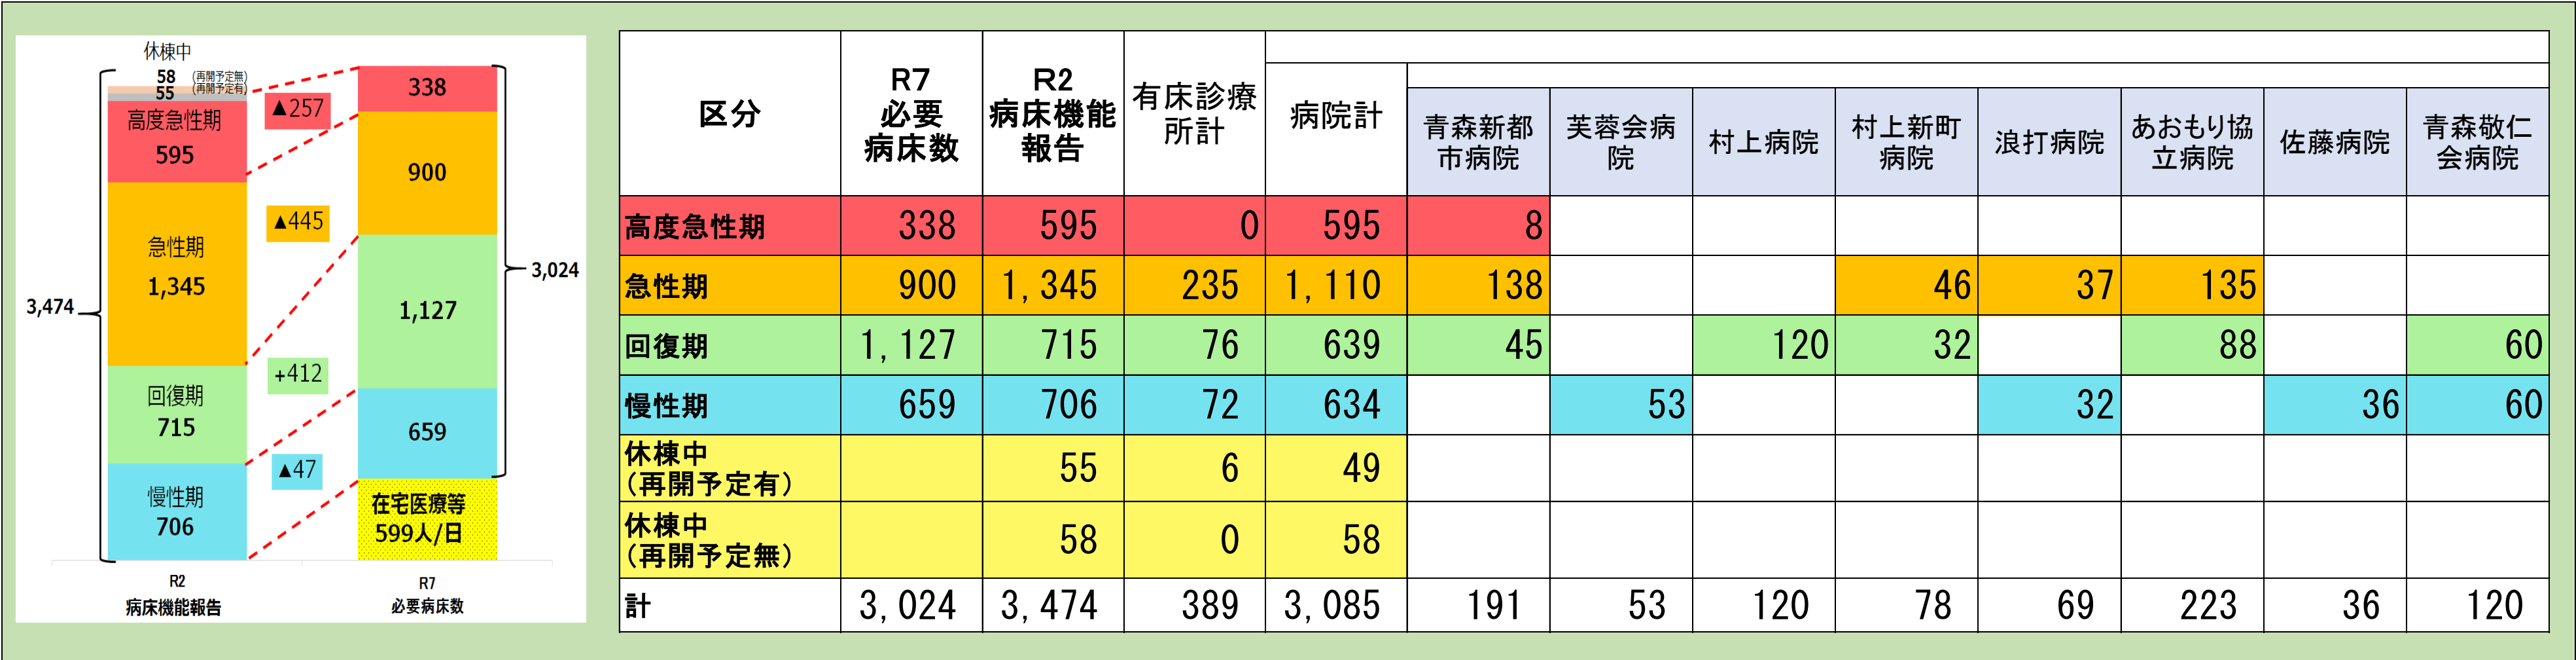 休棟中
58 (再開予定無)
55 (再開予定有)
高度急性期
595
急性期
1,345
回復期
715
慢性期
706
3,474
▲257
▲445
+412
▲47
338
900
1,127
659
在宅医療等
599人/日
3,024
R2
病床機能報告
R7
必要病床数
区分
R7
必要
病床数
R2
病床機能
報告
有床診療
所計
病院計
青森新都
市病院
芙蓉会病
院
村上病院
村上新町
病院
浪打病院
あおもり協
立病院
佐藤病院
青森敬仁
会病院
高度急性期 338 595 0 595 8
急性期 900 1,345 235 1,110 138 46 37 135
回復期 1,127 715 76 639 45 120 32 88 60
慢性期 659 706 72 634 53 32 36 60
休棟中
(再開予定有) 55 6 49
休棟中
(再開予定無) 58 0 58
計 3,024 3,474 389 3,085 191 53 120 78 69 223 36 120